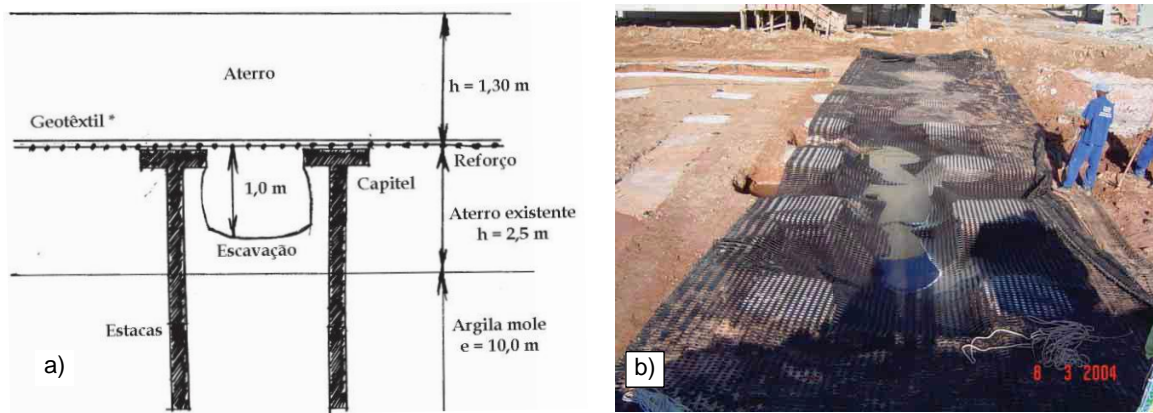 Aterro
h = 1,30 m
Geotêxtil *
Reforço
1,0 m
Capitel
Aterro existente
h = 2,5 m
Escavação
Estacas
Argila mole
e = 10,0 m
a)
b)
8 3 2004